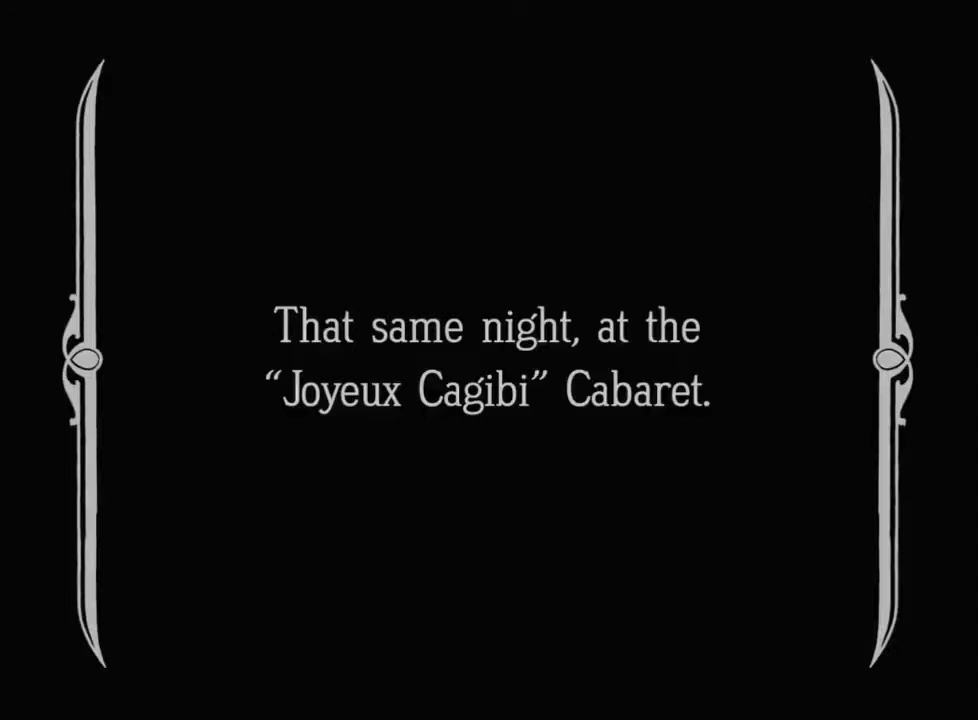 That same night, at the
“Joyeux Cagibi” Cabaret.